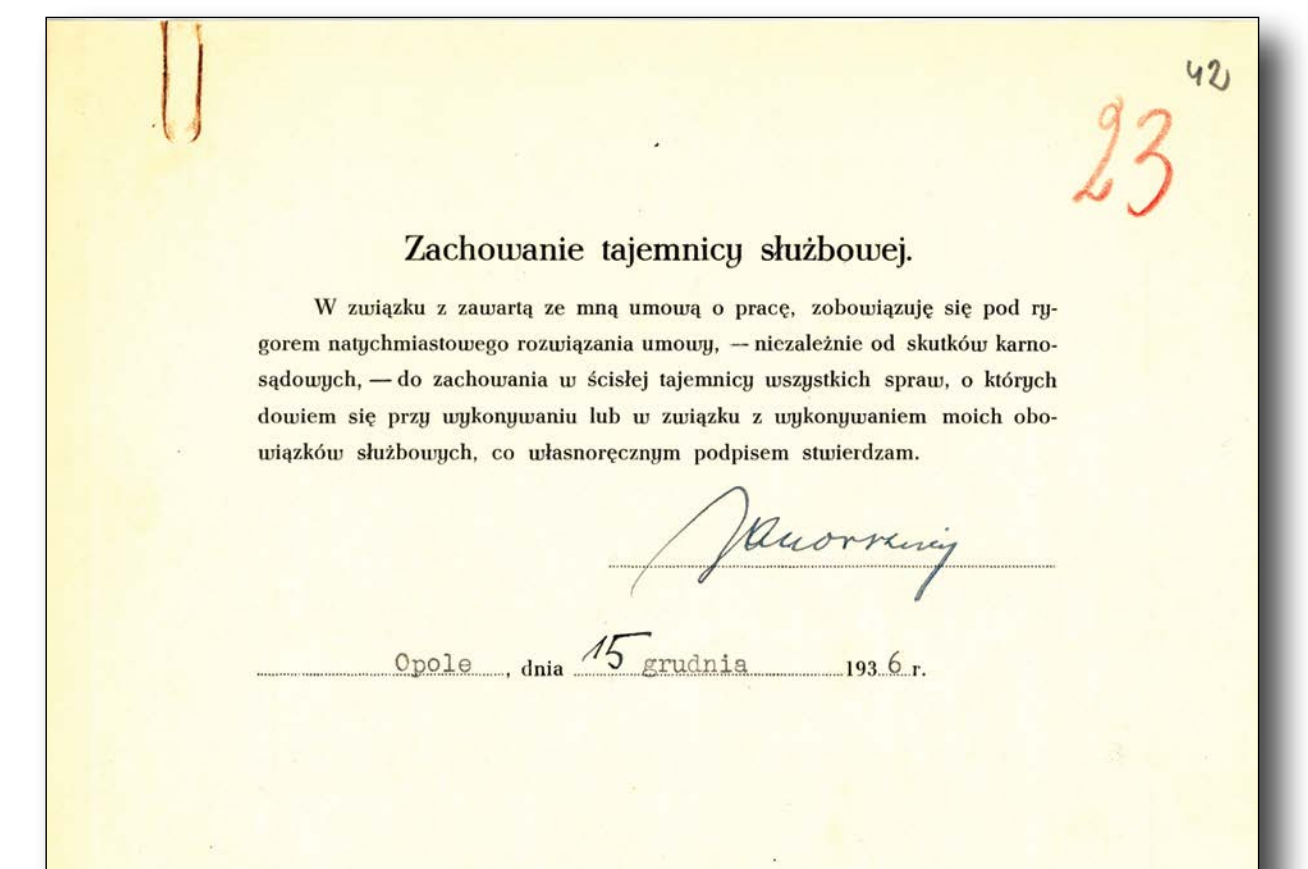 42
23
Zachowanie tajemnicy służbowej.
W związku z zawartą ze mną umową o pracę, zobowiązuję się pod ry-
gorem natychmiastowego rozwiązania umowy, — niezależnie od skutków karno-
sądowych, — do zachowania w ścisłej tajemnicy wszystkich spraw, o których
dowiem się przy wykonywaniu lub w związku z wykonywaniem moich obo-
wiązków służbowych, co własnoręcznym podpisem stwierdzam.
Opole, dnia 15 grudnia 1936 r.